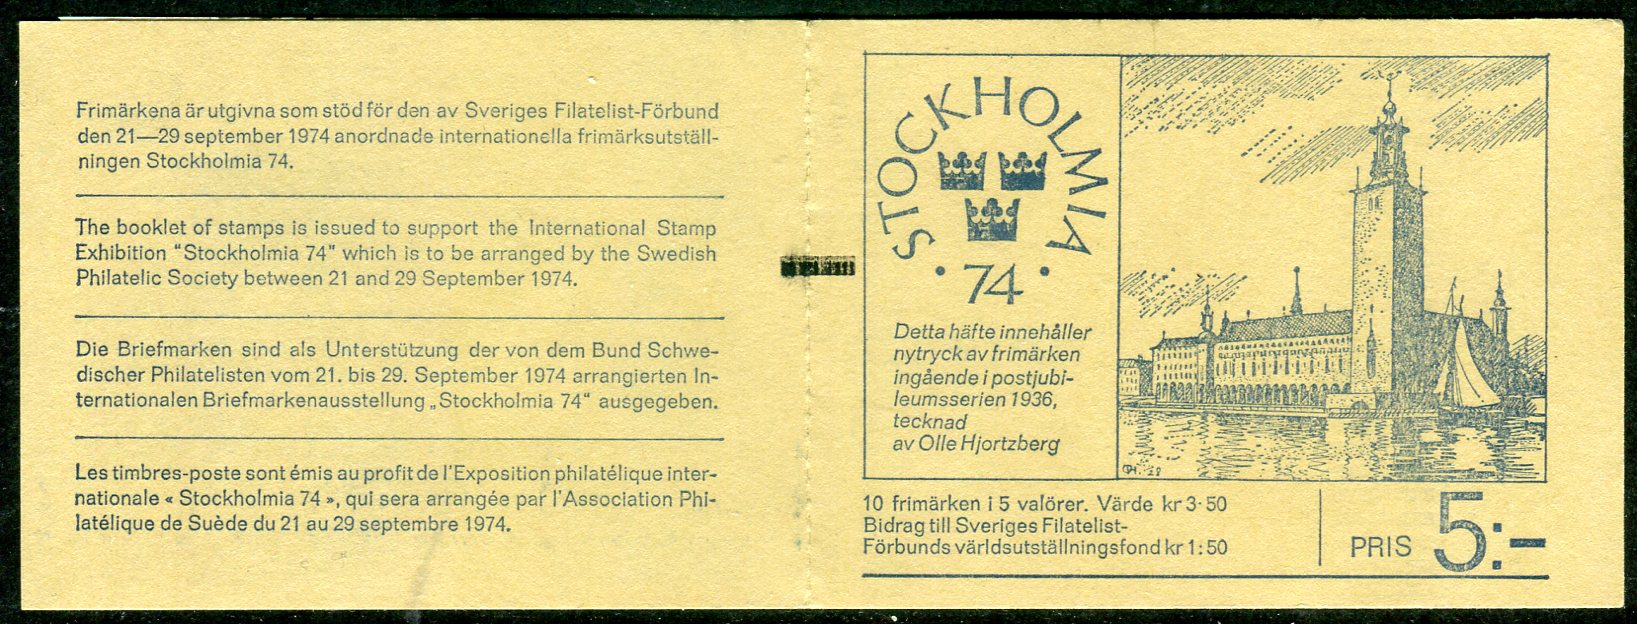 Frimärkena är utgivna som stöd för den av Sveriges Filatelist-Förbund
den 21—29 september 1974 anordnade internationella frimärksutställ-
ningen Stockholmia 74.
The booklet of stamps is issued to support the International Stamp
Exhibition "Stockholmia 74" which is to be arranged by the Swedish
Philatelic Society between 21 and 29 September 1974.
Die Briefmarken sind als Unterstützung der von dem Bund Schwe-
discher Philatelisten vom 21. bis 29. September 1974 arrangierten In-
ternationalen Briefmarkenausstellung „Stockholmia 74“ ausgegeben.
Les timbres-poste sont émis au profit de l'Exposition philatélique inter-
nationale « Stockholmia 74 », qui sera arrangée par l'Association Phi-
latélique de Suède du 21 au 29 septembre 1974.
STOCKHOLMIA
• 74 •
Detta häfte innehåller
nytryck av frimärken
ingående i postjubi-
leumsserien 1936,
tecknad
av Olle Hjortzberg
10 frimärken i 5 valörer. Värde kr 3·50
Bidrag till Sveriges Filatelist-
Förbunds världsutställningsfond kr 1:50
PRIS 5:-